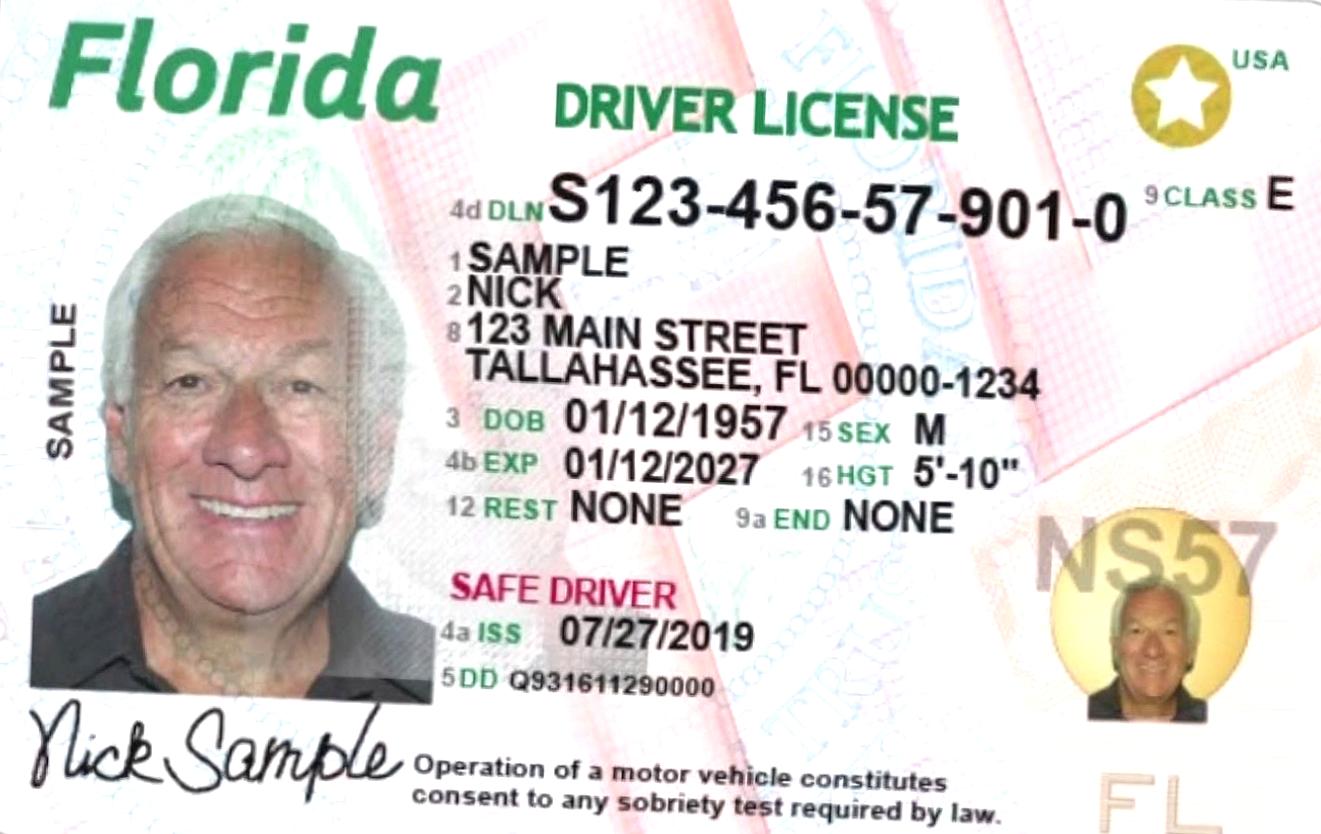 Florida
DRIVER LICENSE
USA
4d DLN S123-456-57-901-0 9 CLASS E
1 SAMPLE
2 NICK
8 123 MAIN STREET
TALLAHASSEE, FL 00000-1234
3 DOB 01/12/1957 15 SEX M
4b EXP 01/12/2027 16 HGT 5'-10"
12 REST NONE 9a END NONE
SAMPLE
NS57
SAFE DRIVER
4a ISS 07/27/2019
5 DD Q931611290000
Nick Sample
Operation of a motor vehicle constitutes
consent to any sobriety test required by law.
FL